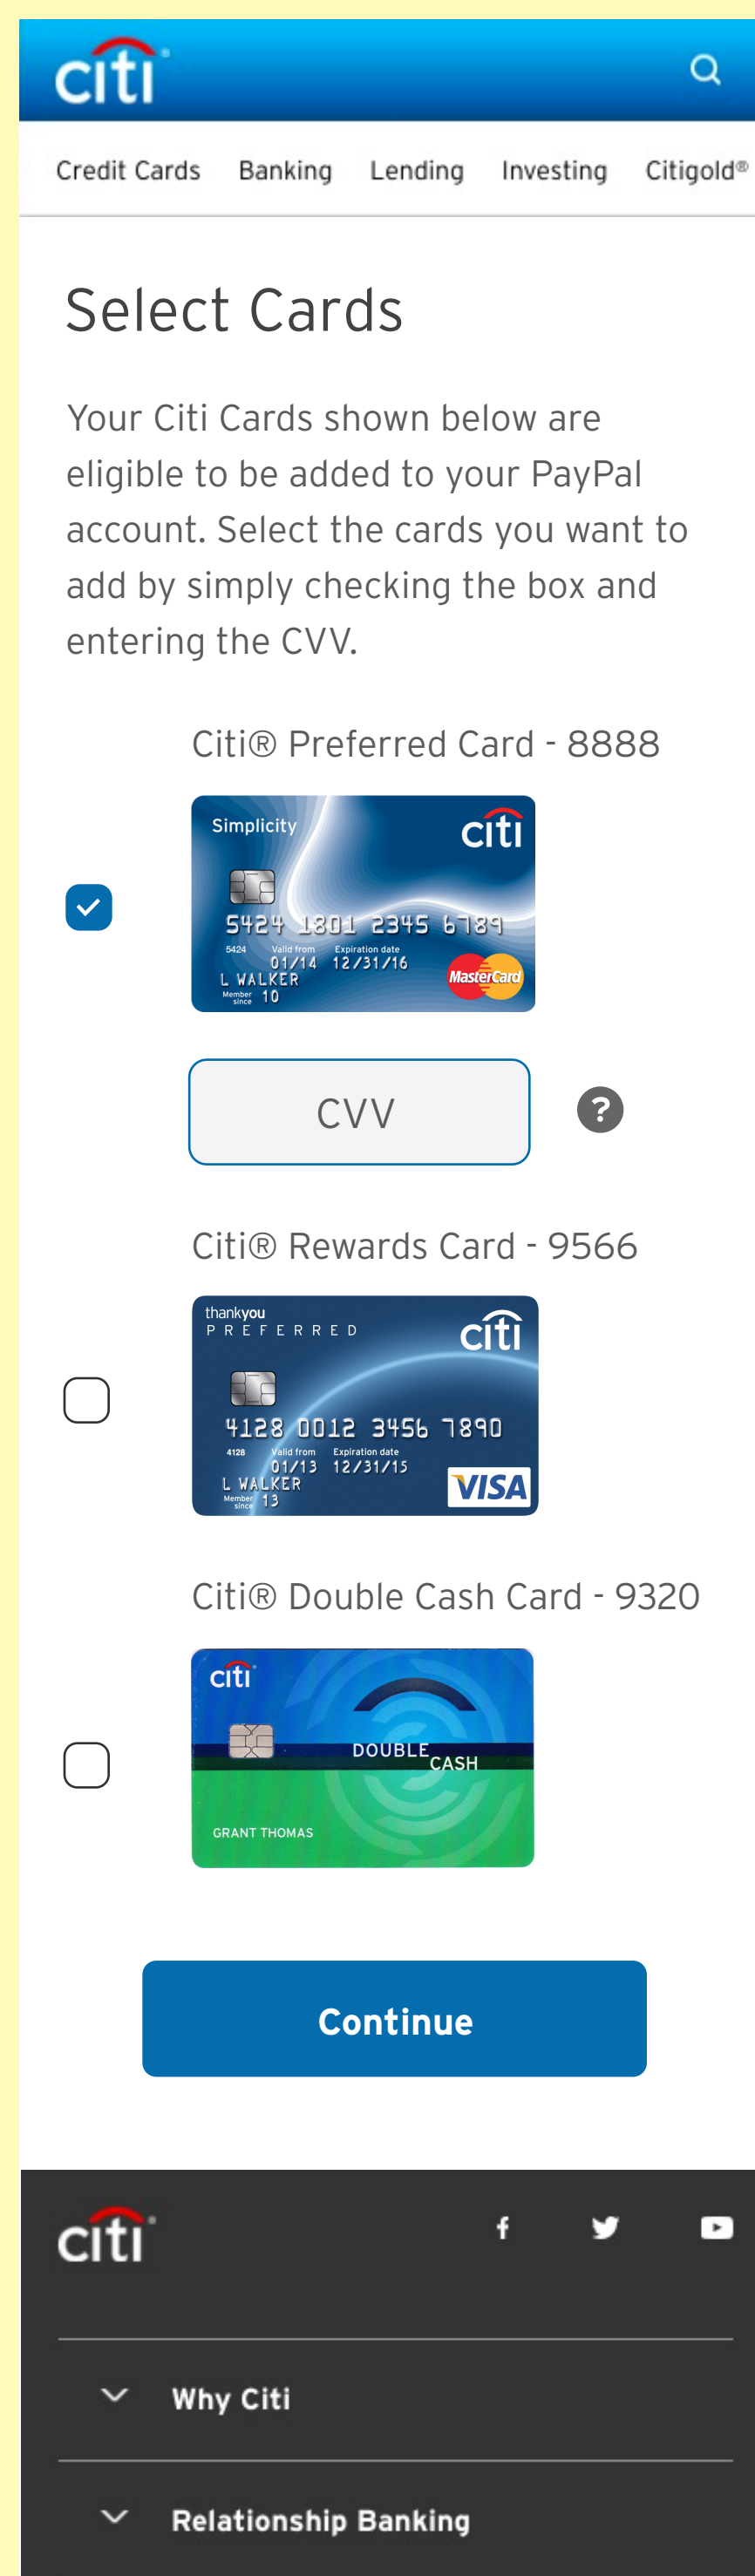 citi®
Credit Cards Banking Lending Investing Citigold®
Select Cards
Your Citi Cards shown below are
eligible to be added to your PayPal
account. Select the cards you want to
add by simply checking the box and
entering the CVV.
Citi® Preferred Card - 8888
Simplicity citi
5424 1801 2345 6789
5424 Valid from Expiration date
01/14 12/31/16
L WALKER
Member since 10
MasterCard
CVV ?
Citi® Rewards Card - 9566
thankyou
PREFERRED
citi
4128 0012 3456 7890
4128 Valid from Expiration date
01/13 12/31/15
L WALKER
Member since 13
VISA
Citi® Double Cash Card - 9320
citi®
DOUBLE
CASH
GRANT THOMAS
Continue
citi®
Why Citi
Relationship Banking